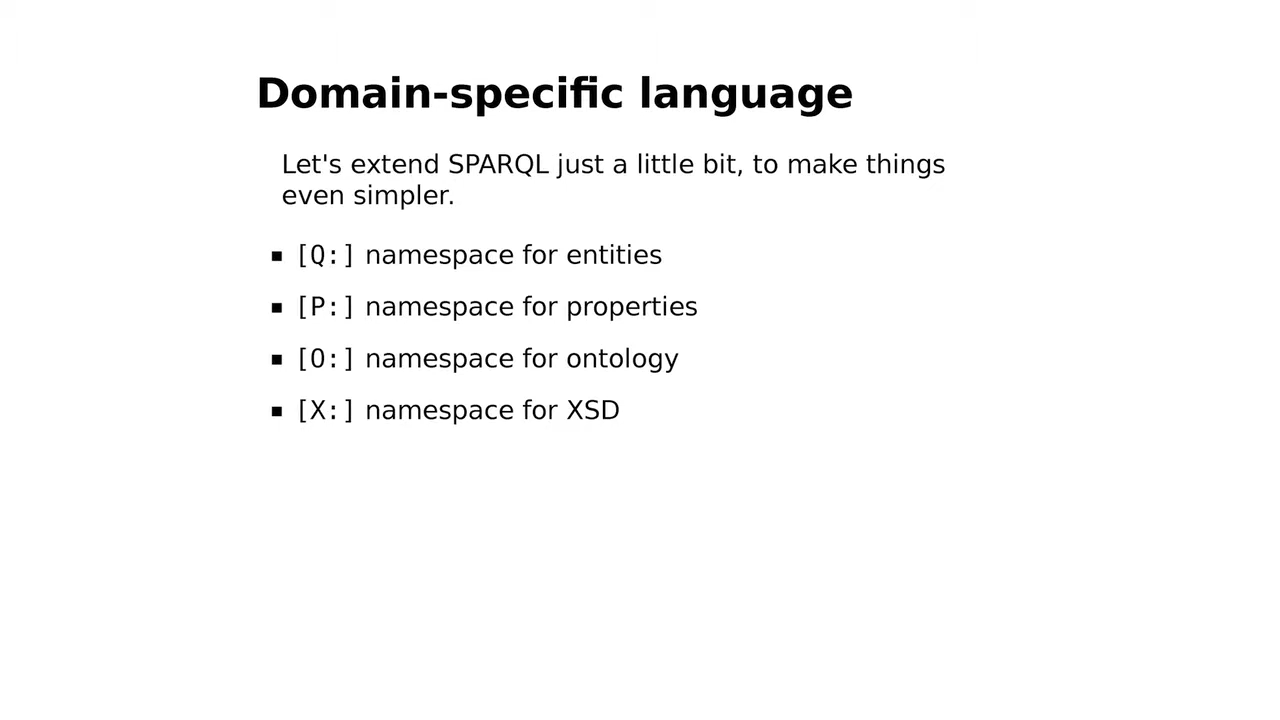 Domain-specific language
Let's extend SPARQL just a little bit, to make things
even simpler.
▪ [Q:] namespace for entities
▪ [P:] namespace for properties
▪ [O:] namespace for ontology
▪ [X:] namespace for XSD